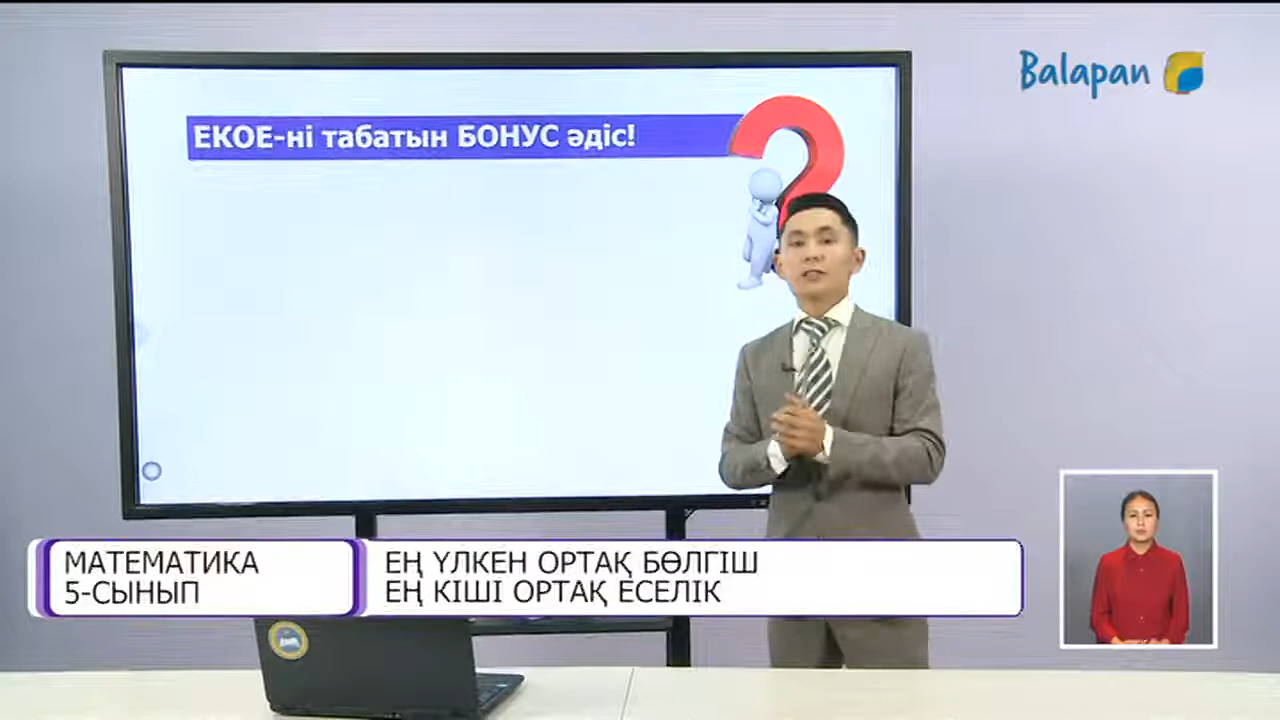 Balapan
ЕКОЕ-ні табатын БОНУС әдіс!
МАТЕМАТИКА
5-СЫНЫП
ЕҢ ҮЛКЕН ОРТАҚ БӨЛГІШ
ЕҢ КІШІ ОРТАҚ ЕСЕЛІК